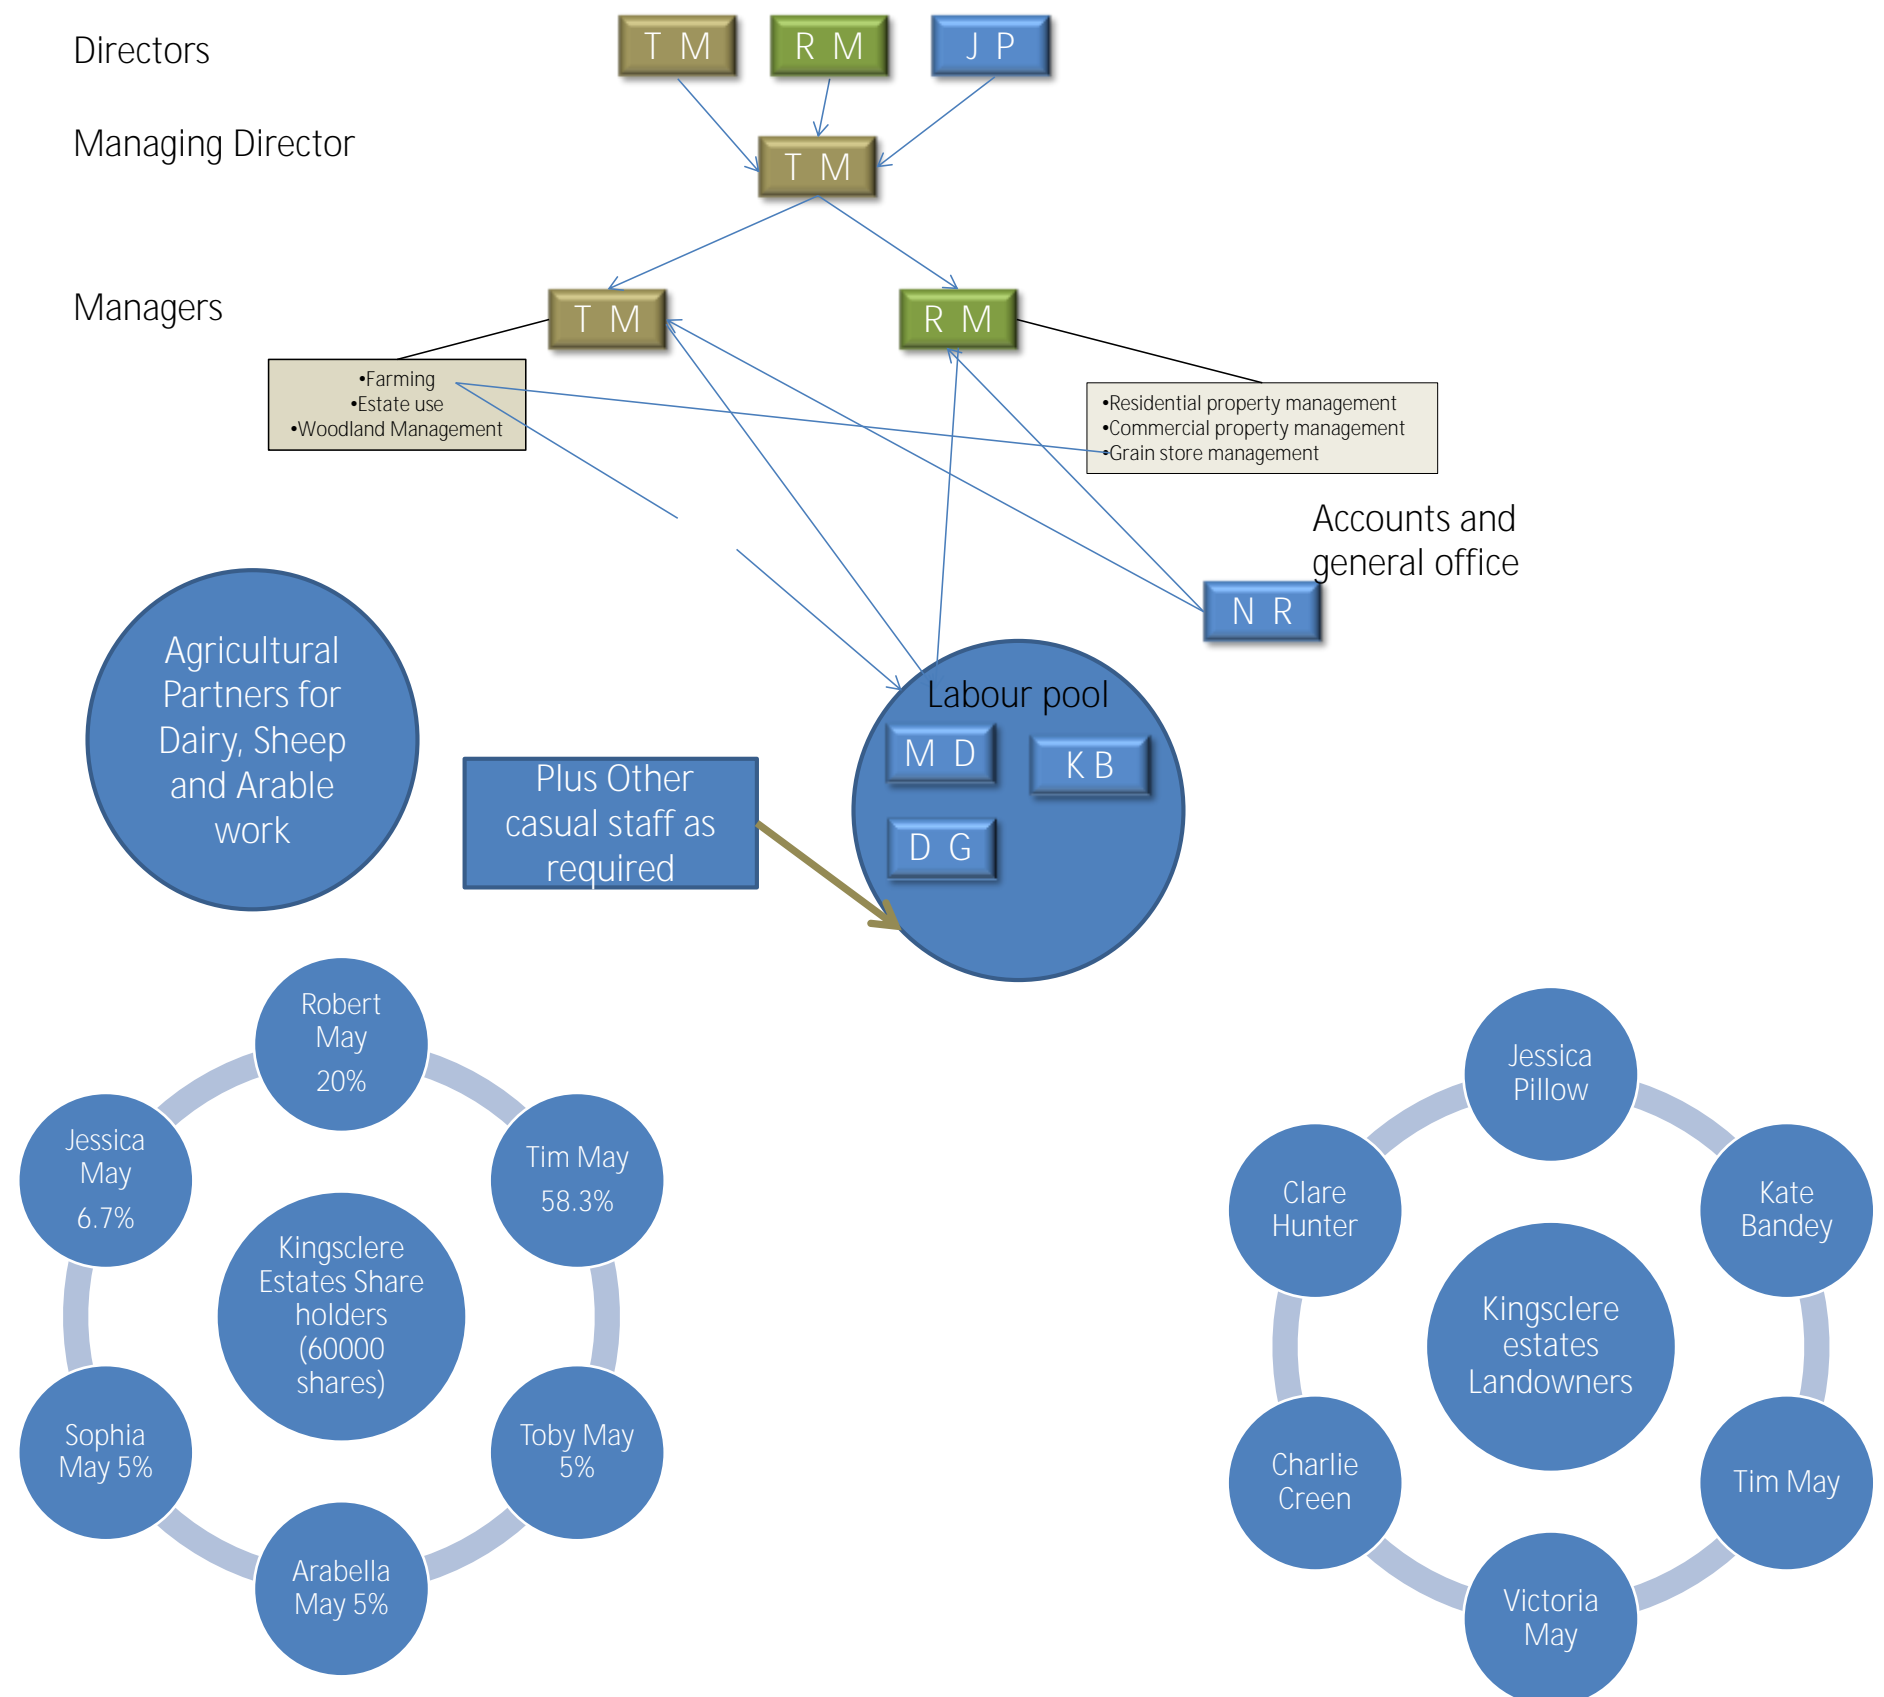 Directors
T M
R M
J P
Managing Director
T M
Managers
T M
R M
•Farming
•Estate use
•Woodland Management
•Residential property management
•Commercial property management
•Grain store management
Accounts and
general office
N R
Agricultural
Partners for
Dairy, Sheep
and Arable
work
Labour pool
M D
K B
D G
Plus Other
casual staff as
required
Robert
May
20%
Tim May
58.3%
Toby May
5%
Arabella
May 5%
Sophia
May 5%
Jessica
May
6.7%
Kingsclere
Estates Share
holders
(60000
shares)
Jessica
Pillow
Kate
Bandey
Tim May
Victoria
May
Charlie
Creen
Clare
Hunter
Kingsclere
estates
Landowners